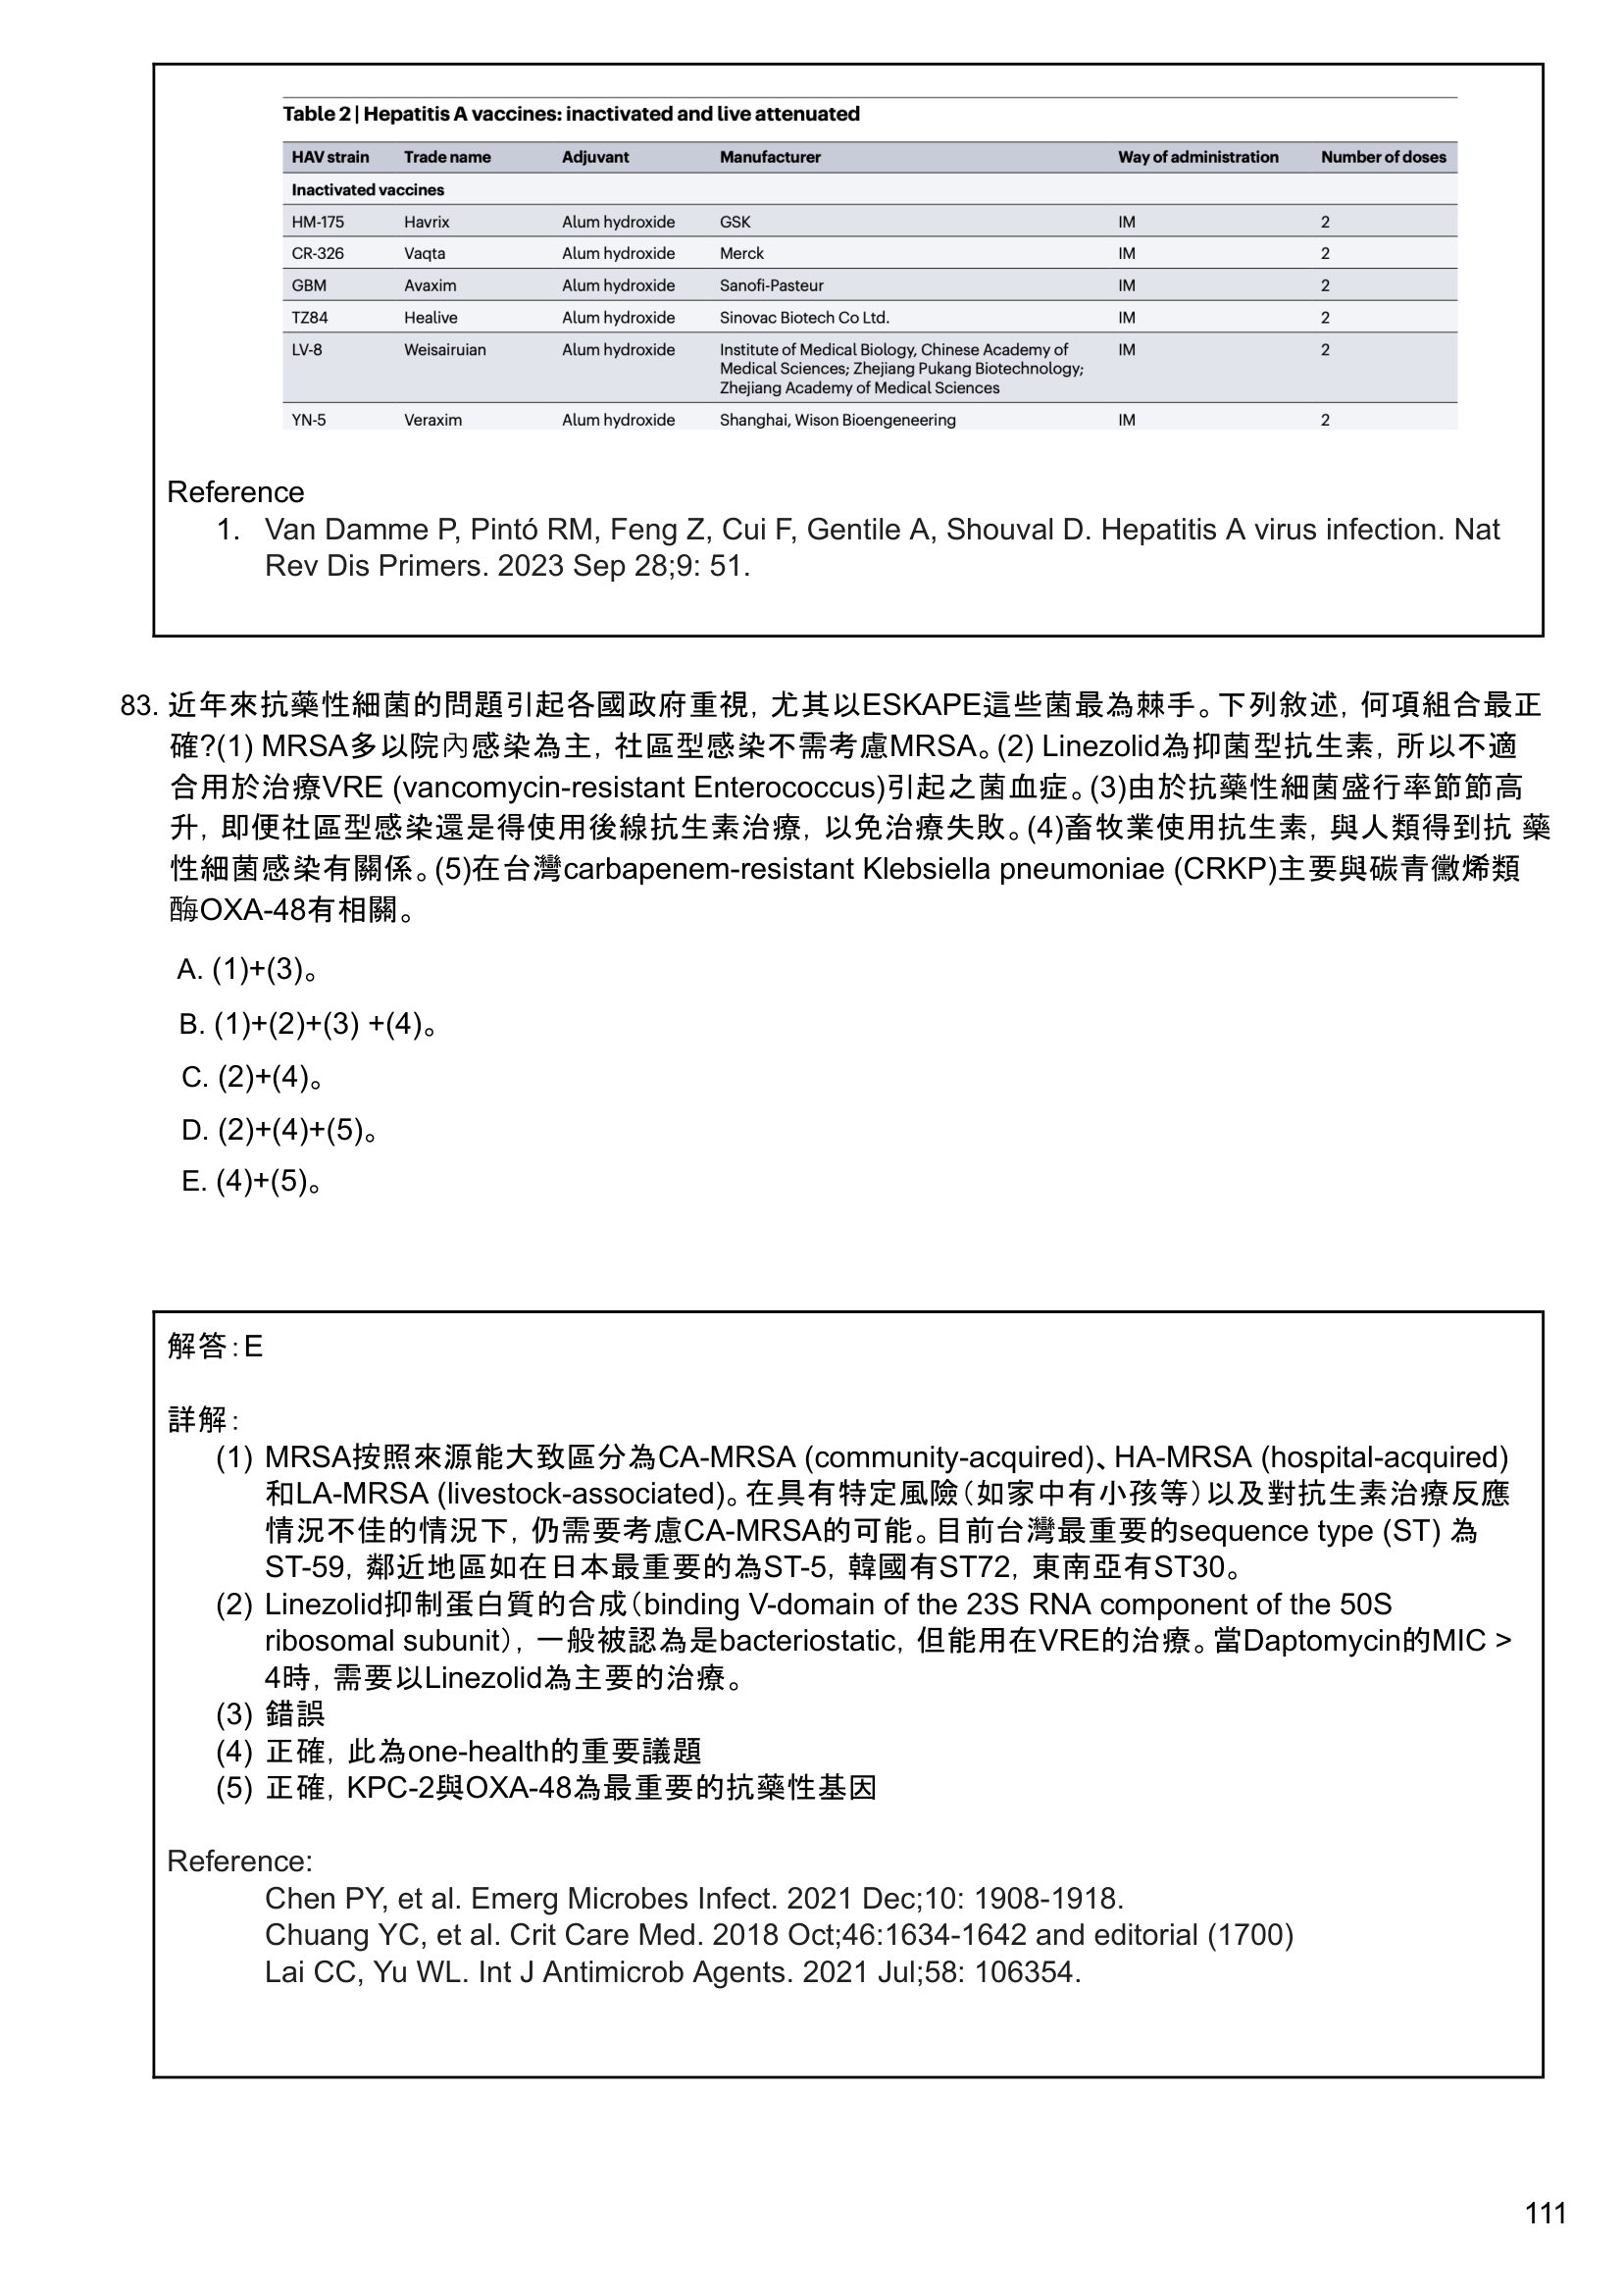 Table 2 | Hepatitis A vaccines: inactivated and live attenuated
HAV strain Trade name Adjuvant Manufacturer Way of administration Number of doses
Inactivated vaccines
HM-175 Havrix Alum hydroxide GSK IM 2
CR-326 Vaqta Alum hydroxide Merck IM 2
GBM Avaxim Alum hydroxide Sanofi-Pasteur IM 2
TZ84 Healive Alum hydroxide Sinovac Biotech Co Ltd. IM 2
LV-8 Weisairuian Alum hydroxide Institute of Medical Biology, Chinese Academy of IM 2
Medical Sciences; Zhejiang Pukang Biotechnology;
Zhejiang Academy of Medical Sciences
YN-5 Veraxim Alum hydroxide Shanghai, Wison Bioengeneering IM 2
Reference
1. Van Damme P, Pintó RM, Feng Z, Cui F, Gentile A, Shouval D. Hepatitis A virus infection. Nat
Rev Dis Primers. 2023 Sep 28;9: 51.
83. 近年來抗藥性細菌的問題引起各國政府重視，尤其以ESKAPE這些菌最為棘手。下列敘述，何項組合最正
確?(1) MRSA多以院內感染為主，社區型感染不需考慮MRSA。(2) Linezolid為抑菌型抗生素，所以不適
合用於治療VRE (vancomycin-resistant Enterococcus)引起之菌血症。(3)由於抗藥性細菌盛行率節節高
升，即便社區型感染還是得使用後線抗生素治療，以免治療失敗。(4)畜牧業使用抗生素，與人類得到抗 藥
性細菌感染有關係。(5)在台灣carbapenem-resistant Klebsiella pneumoniae (CRKP)主要與碳青黴烯類
酶OXA-48有相關。
A. (1)+(3)。
B. (1)+(2)+(3) +(4)。
C. (2)+(4)。
D. (2)+(4)+(5)。
E. (4)+(5)。
解答：E
詳解：
(1) MRSA按照來源能大致區分為CA-MRSA (community-acquired)、HA-MRSA (hospital-acquired)
和LA-MRSA (livestock-associated)。在具有特定風險（如家中有小孩等）以及對抗生素治療反應
情況不佳的情況下，仍需要考慮CA-MRSA的可能。目前台灣最重要的sequence type (ST) 為
ST-59，鄰近地區如在日本最重要的為ST-5，韓國有ST72，東南亞有ST30。
(2) Linezolid抑制蛋白質的合成（binding V-domain of the 23S RNA component of the 50S
ribosomal subunit），一般被認為是bacteriostatic，但能用在VRE的治療。當Daptomycin的MIC >
4時，需要以Linezolid為主要的治療。
(3) 錯誤
(4) 正確，此為one-health的重要議題
(5) 正確，KPC-2與OXA-48為最重要的抗藥性基因
Reference:
Chen PY, et al. Emerg Microbes Infect. 2021 Dec;10: 1908-1918.
Chuang YC, et al. Crit Care Med. 2018 Oct;46:1634-1642 and editorial (1700)
Lai CC, Yu WL. Int J Antimicrob Agents. 2021 Jul;58: 106354.
111